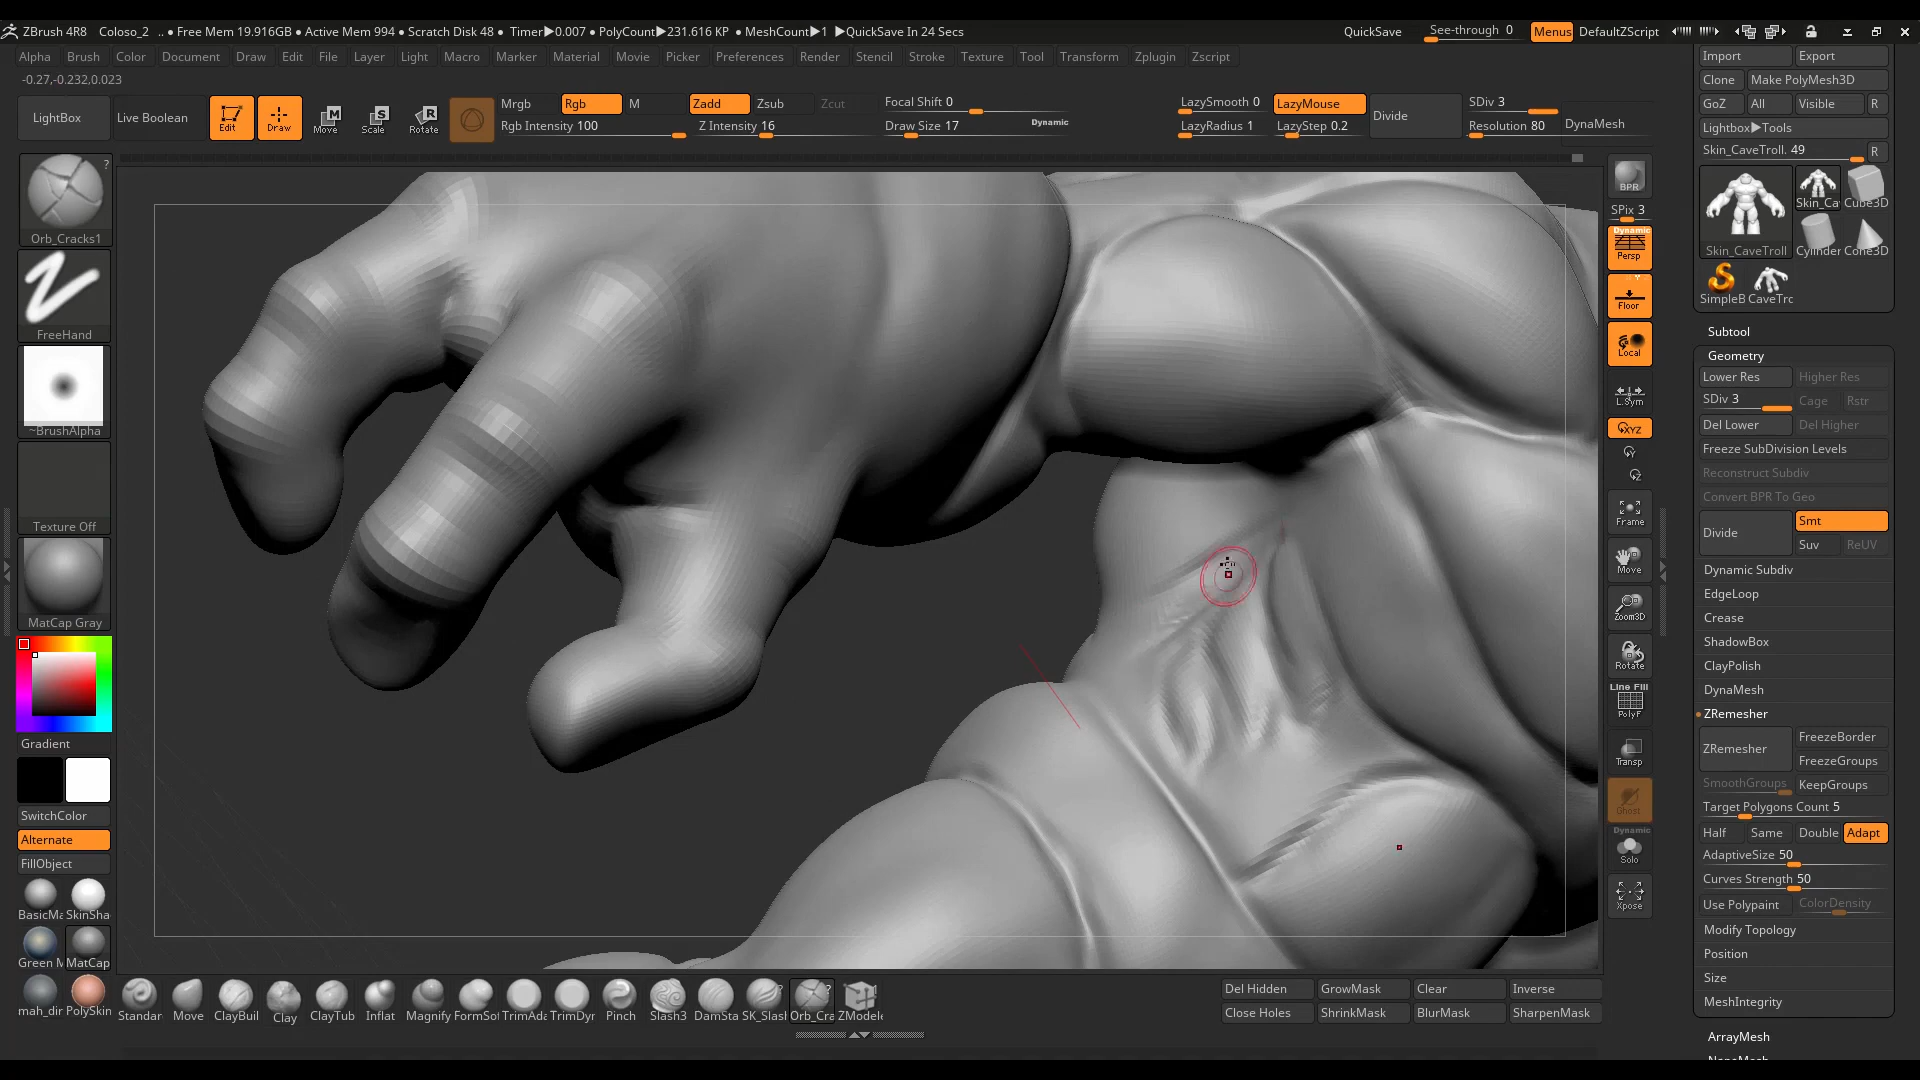 ZBrush 4R8 Coloso_2 .. ● Free Mem 19.916GB ● Active Mem 994 ● Scratch Disk 48 ● Timer▶0.007 ● PolyCount▶231.616 KP ● MeshCount▶1 ▶QuickSave In 24 Secs QuickSave See-through 0 Menus DefaultZScript
Alpha Brush Color Document Draw Edit File Layer Light Macro Marker Material Movie Picker Preferences Render Stencil Stroke Texture Tool Transform Zplugin Zscript
-0.27,-0.232,0.023
LightBox Live Boolean Edit Draw Move Scale Rotate
Mrgb Rgb M Zadd Zsub Zcut Focal Shift 0 LazySmooth 0 LazyMouse Divide SDiv 3 DynaMesh
Rgb Intensity 100 Z Intensity 16 Draw Size 17 Dynamic LazyRadius 1 LazyStep 0.2 Resolution 80
Orb_Cracks1
FreeHand
~BrushAlpha
Texture Off
MatCap Gray
Gradient
SwitchColor
Alternate
FillObject
BasicMa SkinSha
Green M MatCap
mah_dir PolySkin
Standar Move ClayBuil Clay ClayTub Inflat Magnify FormSof TrimAda TrimDyn Pinch Slash3 DamSta SK_Slasl Orb_Cra ZModele
Del Hidden GrowMask Clear Inverse
Close Holes ShrinkMask BlurMask SharpenMask
BPR
SPix 3
Dynamic
Persp
Floor
Local
L.Sym
XYZ
Frame
Move
Zoom3D
Rotate
Line Fill
PolyF
Transp
Ghost
Dynamic
Solo
Xpose
Import Export
Clone Make PolyMesh3D
GoZ All Visible R
Lightbox▶Tools
Skin_CaveTroll. 49 R
Skin_CaveTroll Skin_Ca Cube3D
Cylinder Cone3D
SimpleB CaveTrc
Subtool
Geometry
Lower Res Higher Res
SDiv 3 Cage Rstr
Del Lower Del Higher
Freeze SubDivision Levels
Reconstruct Subdiv
Convert BPR To Geo
Divide Smt
Suv ReUV
Dynamic Subdiv
EdgeLoop
Crease
ShadowBox
ClayPolish
DynaMesh
ZRemesher
ZRemesher FreezeBorder
FreezeGroups
SmoothGroups KeepGroups
Target Polygons Count 5
Half Same Double Adapt
AdaptiveSize 50
Curves Strength 50
Use Polypaint ColorDensity
Modify Topology
Position
Size
MeshIntegrity
ArrayMesh